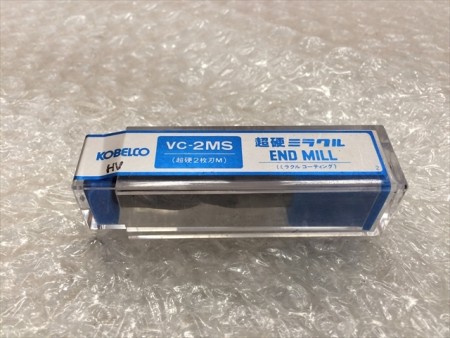 KOBELCO
HV
VC-2MS
(超硬2枚刃M)
超硬ミラクル
END MILL
(ミラクルコーティング)